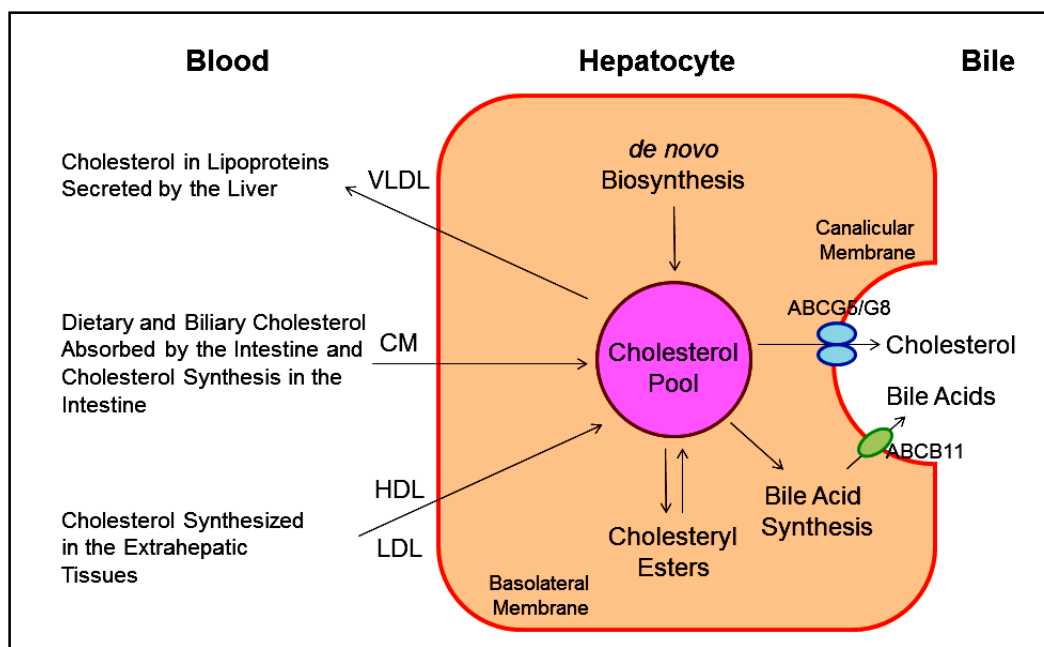 Blood
Hepatocyte
Bile
Cholesterol in Lipoproteins
Secreted by the Liver
VLDL
de novo
Biosynthesis
Canalicular
Membrane
ABCG5/G8
Dietary and Biliary Cholesterol
Absorbed by the Intestine and
Cholesterol Synthesis in the
Intestine
CM
Cholesterol
Pool
Cholesterol
Bile Acids
ABCB11
HDL
LDL
Cholesterol Synthesized
in the Extrahepatic
Tissues
Cholesteryl
Esters
Bile Acid
Synthesis
Basolateral
Membrane